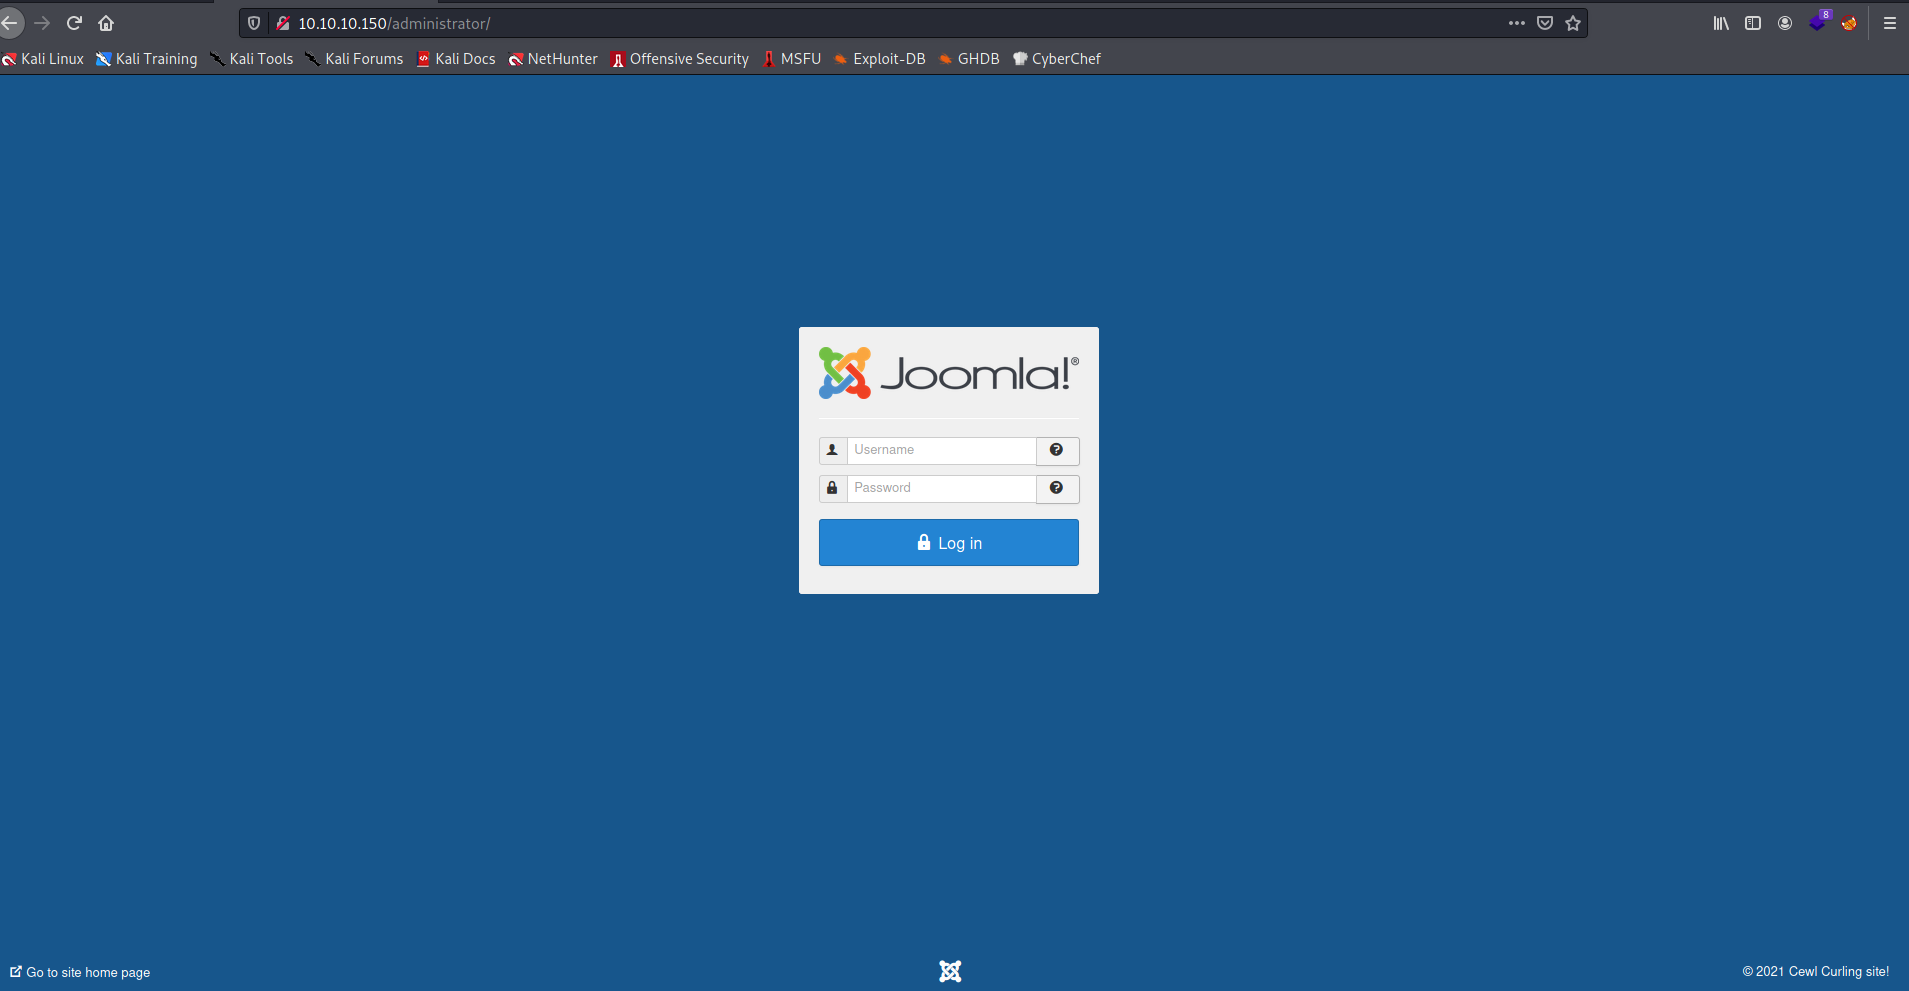 10.10.10.150/administrator/
8
Kali Linux Kali Training Kali Tools Kali Forums Kali Docs NetHunter Offensive Security MSFU Exploit-DB GHDB CyberChef
Joomla!®
Username
Password
Log in
Go to site home page
© 2021 Cewl Curling site!